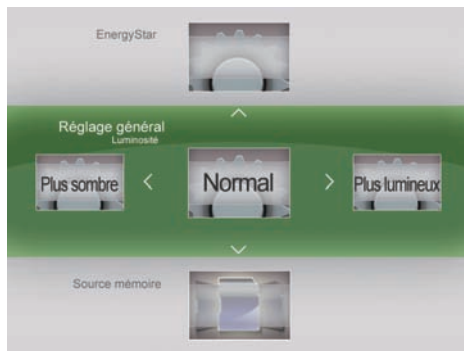 EnergyStar
Réglage général
Luminosité
Plus sombre
Normal
Plus lumineux
Source mémoire